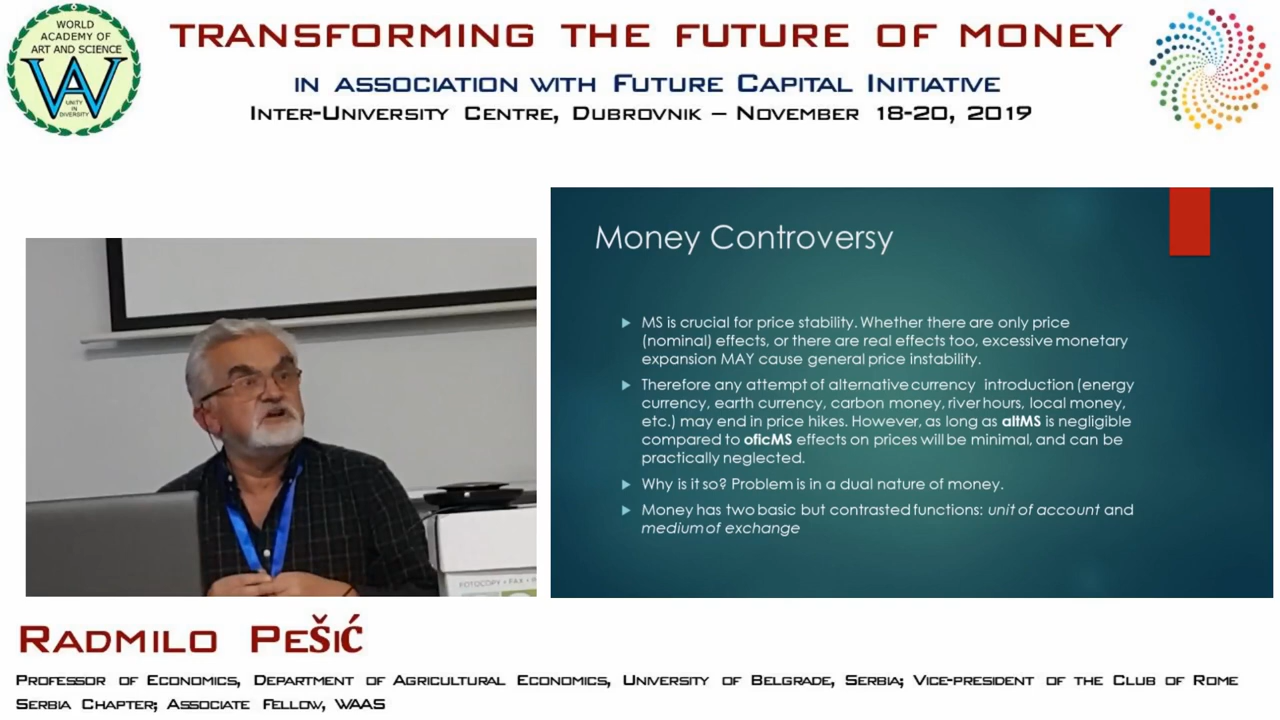 WORLD
ACADEMY OF
ART AND SCIENCE
WA
UNITY
IN
DIVERSITY
TRANSFORMING THE FUTURE OF MONEY
IN ASSOCIATION WITH FUTURE CAPITAL INITIATIVE
INTER-UNIVERSITY CENTRE, DUBROVNIK – NOVEMBER 18-20, 2019
Money Controversy
MS is crucial for price stability. Whether there are only price
(nominal) effects, or there are real effects too, excessive monetary
expansion MAY cause general price instability.
Therefore any attempt of alternative currency introduction (energy
currency, earth currency, carbon money, river hours, local money,
etc.) may end in price hikes. However, as long as altMS is negligible
compared to oficMS effects on prices will be minimal, and can be
practically neglected.
Why is it so? Problem is in a dual nature of money.
Money has two basic but contrasted functions: unit of account and
medium of exchange
FOTOCOPY • FAX •
RADMILO PEŠIĆ
PROFESSOR OF ECONOMICS, DEPARTMENT OF AGRICULTURAL ECONOMICS, UNIVERSITY OF BELGRADE, SERBIA; VICE-PRESIDENT OF THE CLUB OF ROME
SERBIA CHAPTER; ASSOCIATE FELLOW, WAAS